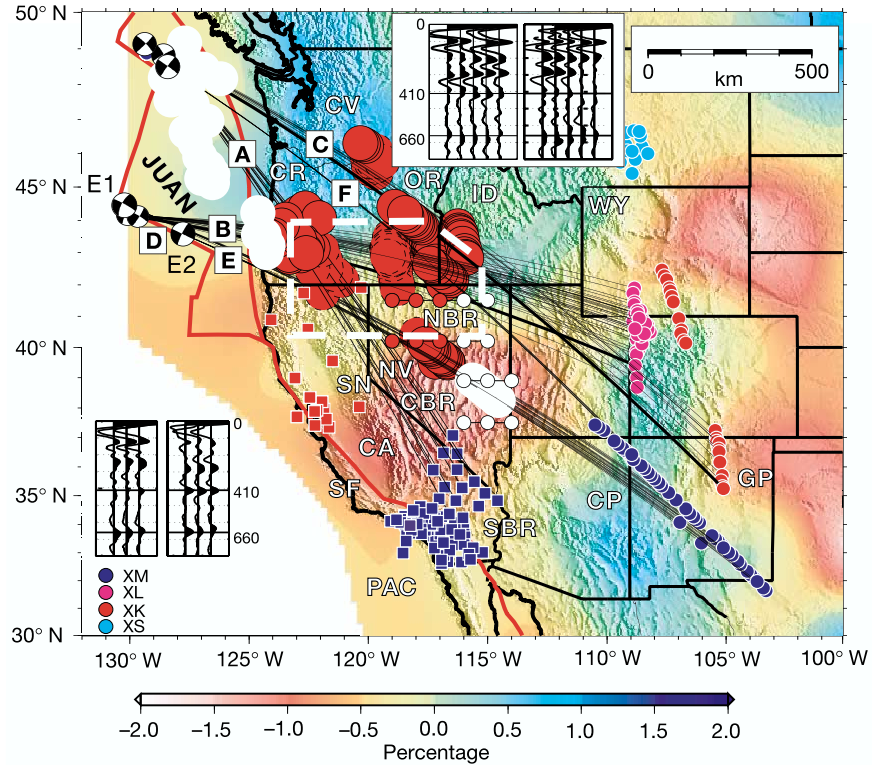 50° N
45° N
40° N
35° N
30° N
0
410
660
0
500
km
CV
C
A
CR
F
OR
ID
WY
E1
JUAN
D
B
E
E2
NBR
SN
NV
CBR
CA
SF
CP
GP
SBR
PAC
0
410
660
XM
XL
XK
XS
130° W
125° W
120° W
115° W
110° W
105° W
100° W
−2.0
−1.5
−1.0
−0.5
0.0
0.5
1.0
1.5
2.0
Percentage